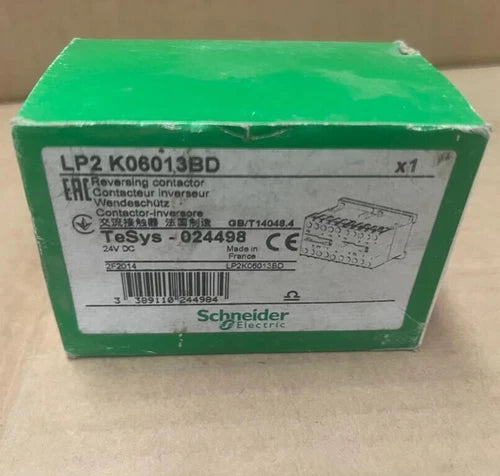 LP2 K06013BD x1
EAC Reversing contactor
Contacteur inverseur
Wendeschütz
Contactor-inversore
交流接触器 法国制造 GB/T14048.4
TeSys - 024498 CE
24V DC Made in
France
2F2014 LP2K06013BD
3 389110 244984
Schneider
Electric